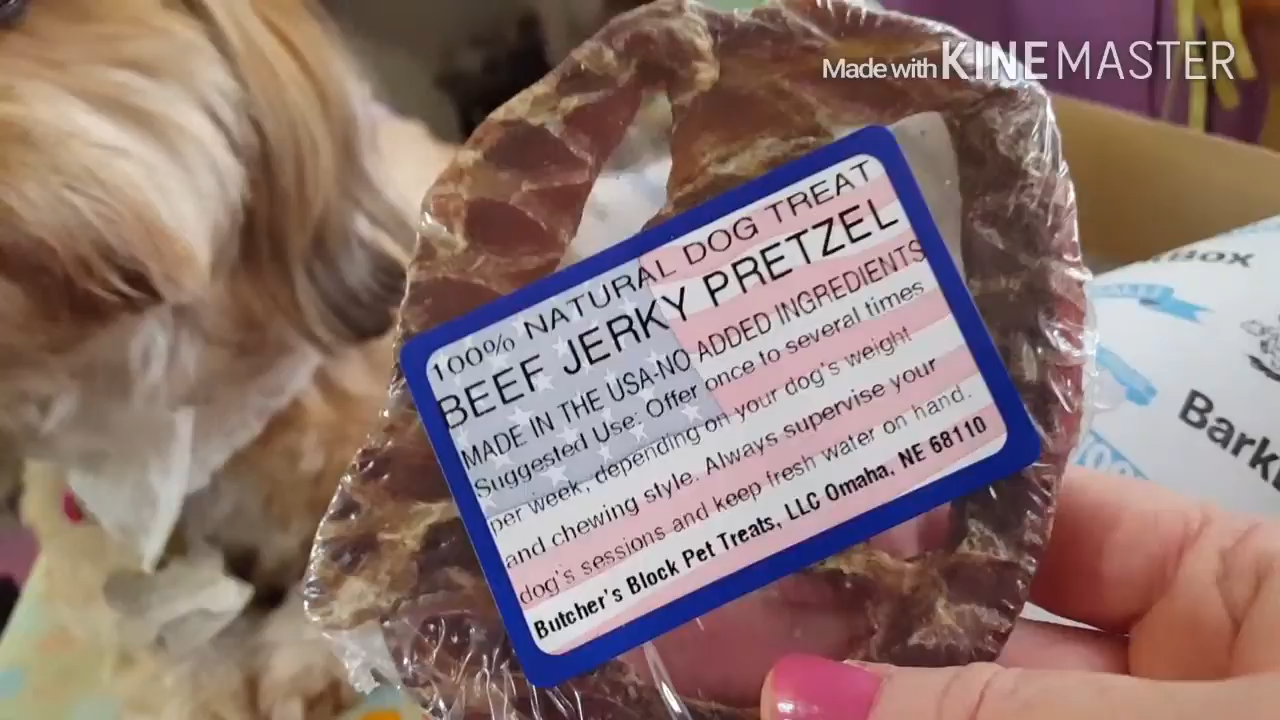 Made with KINEMASTER
100% NATURAL DOG TREAT
BEEF JERKY PRETZEL
MADE IN THE USA-NO ADDED INGREDIENTS
Suggested Use: Offer once to several times
per week, depending on your dog's weight
and chewing style. Always supervise your
dog's sessions and keep fresh water on hand.
Butcher's Block Pet Treats, LLC Omaha, NE 68110
BOX
Bark